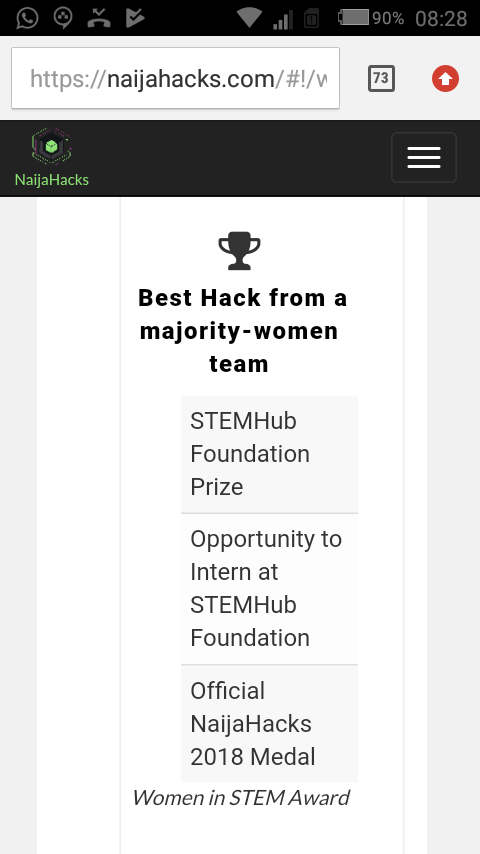 90% 08:28
https://naijahacks.com/#!/w
73
NaijaHacks
Best Hack from a
majority-women
team
STEMHub
Foundation
Prize
Opportunity to
Intern at
STEMHub
Foundation
Official
NaijaHacks
2018 Medal
Women in STEM Award